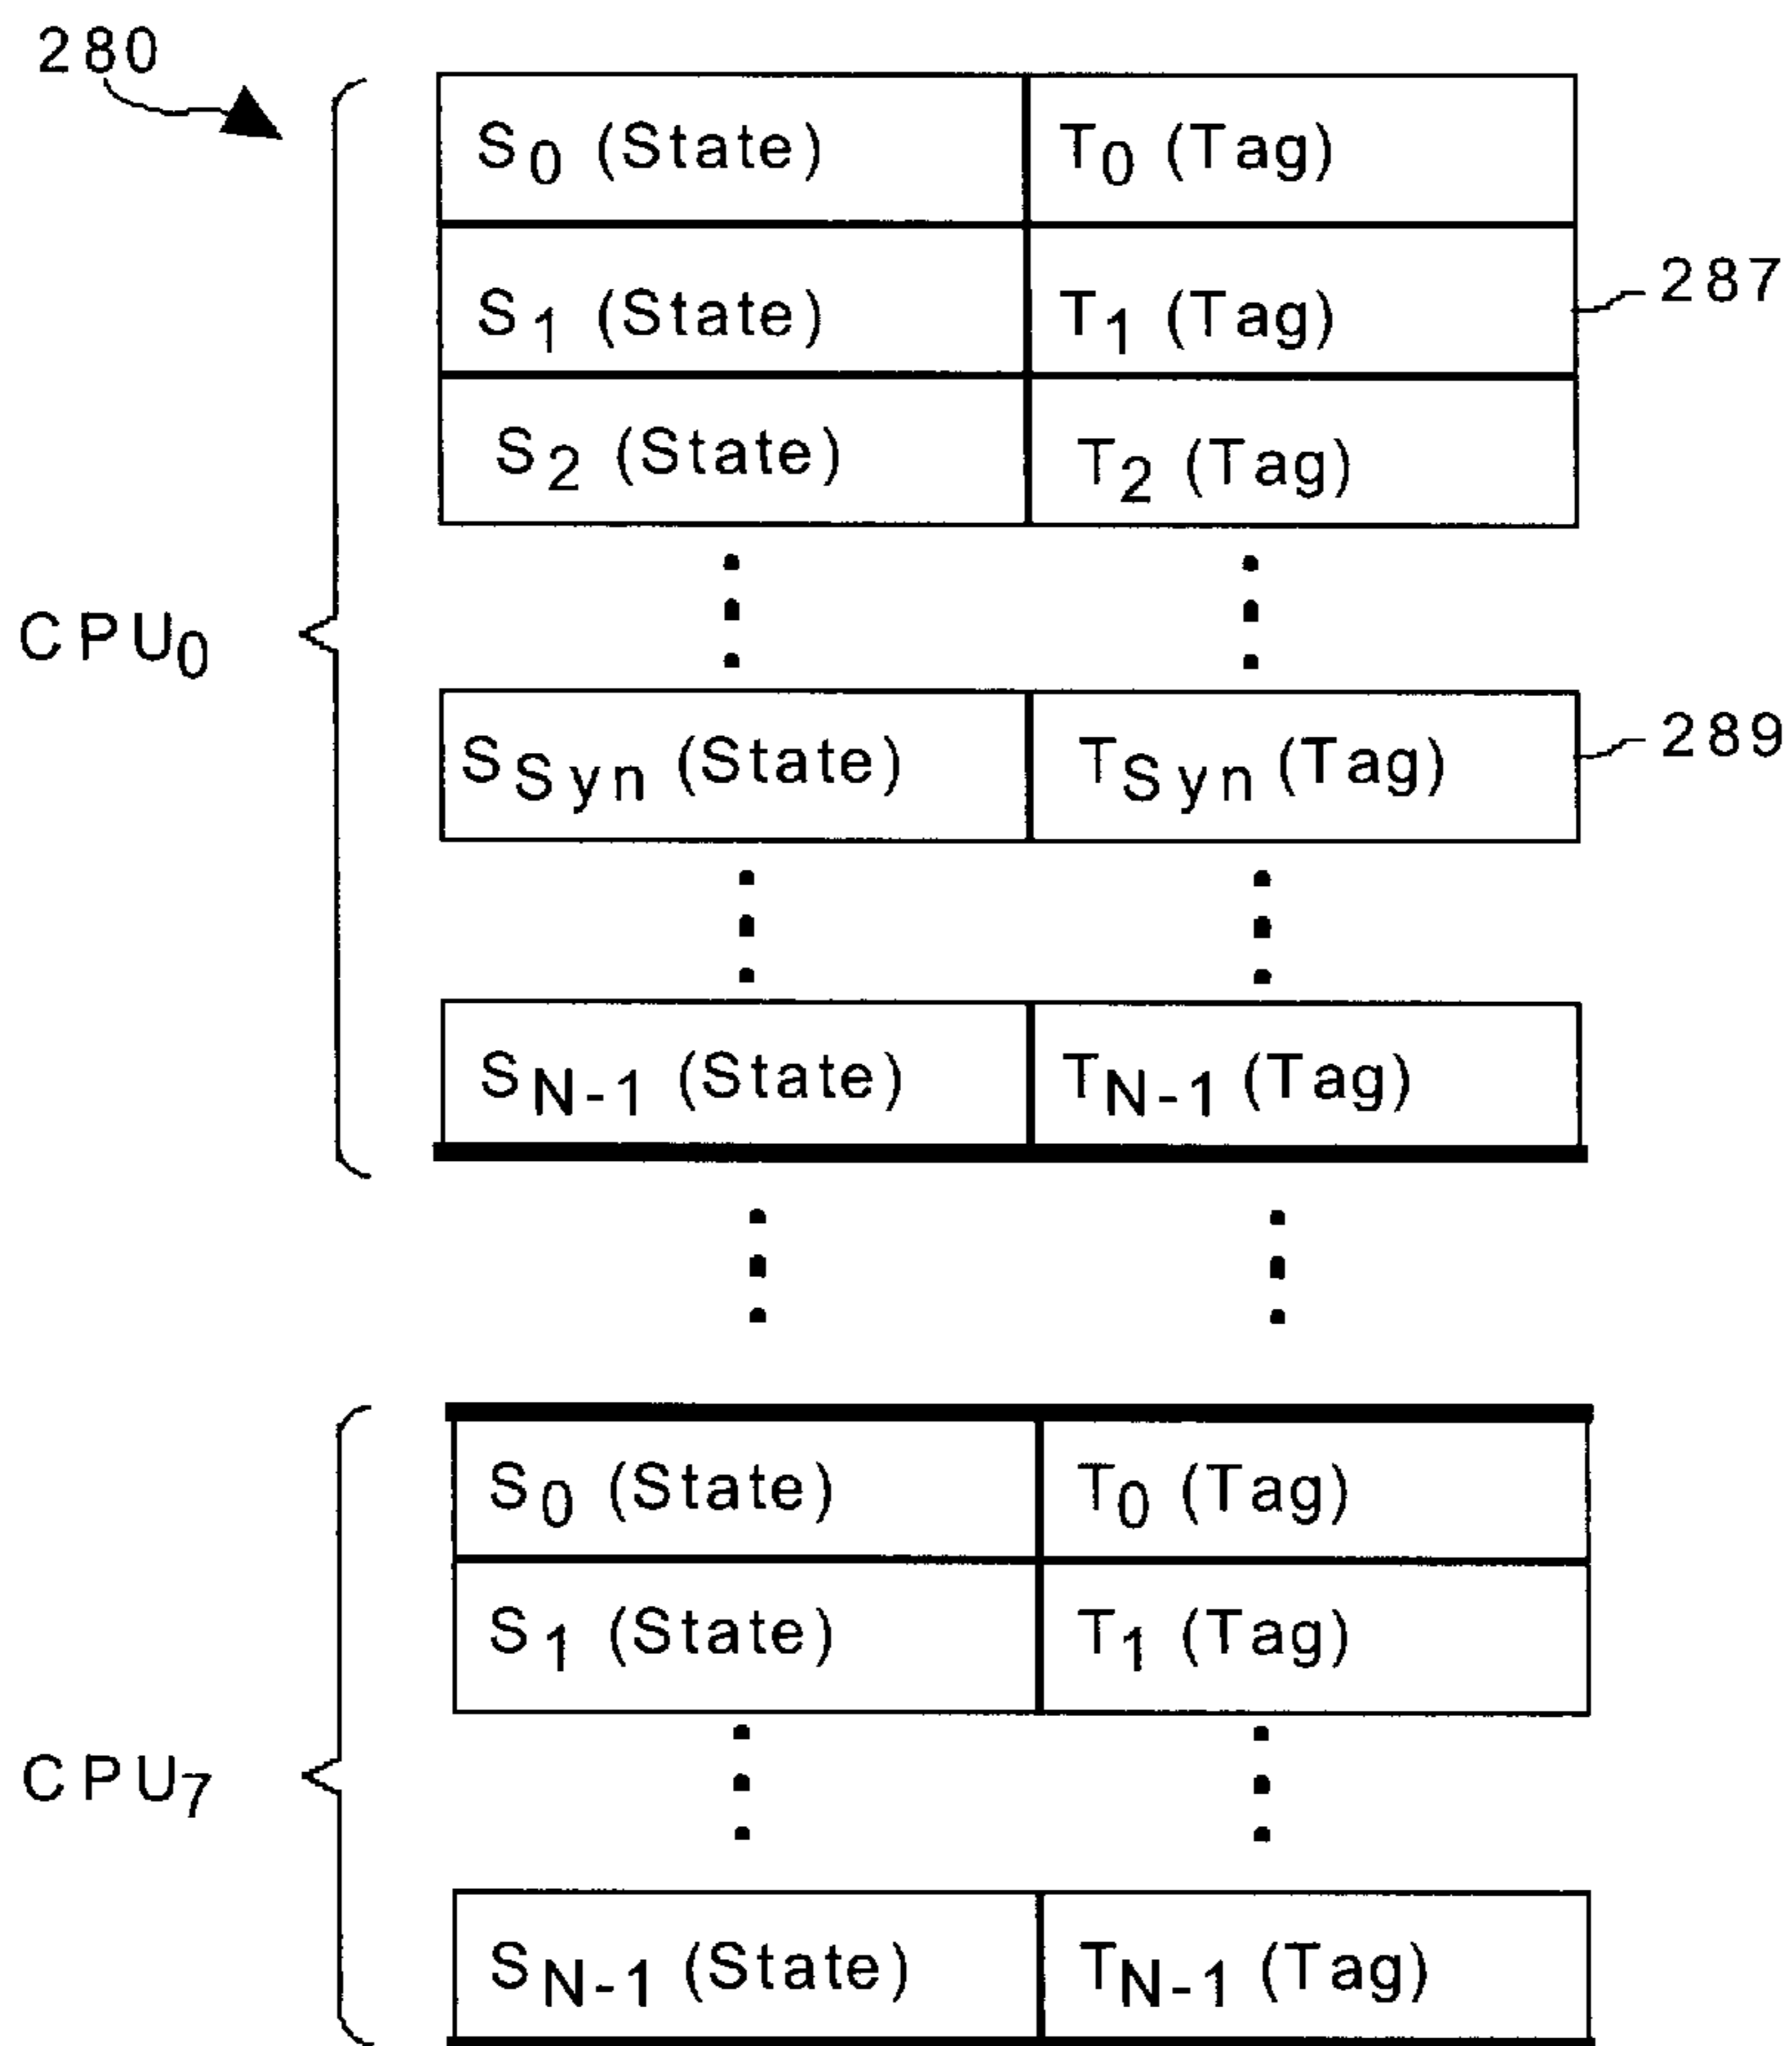 280
S0 (State) T0 (Tag)
S1 (State) T1 (Tag)
287
S2 (State) T2 (Tag)
CPU0
SSyn (State) TSyn (Tag)
289
SN-1 (State) TN-1 (Tag)
S0 (State) T0 (Tag)
S1 (State) T1 (Tag)
CPU7
SN-1 (State) TN-1 (Tag)